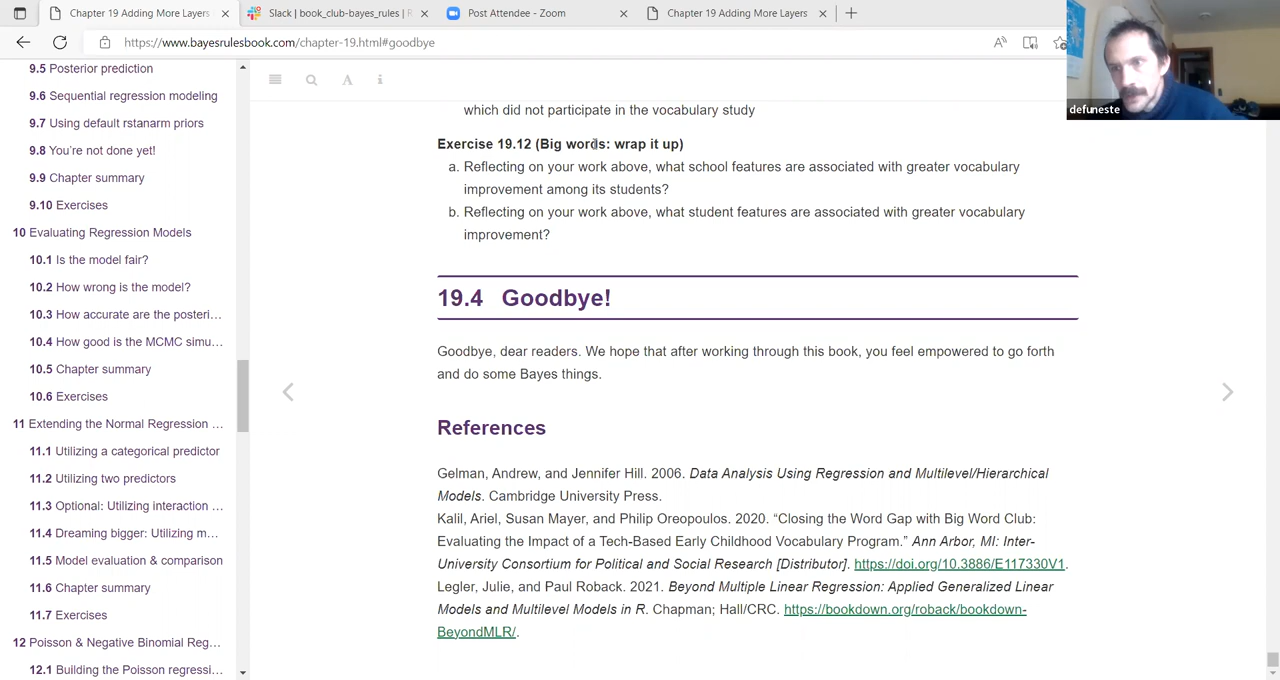 Chapter 19 Adding More Layers
Slack | book_club-bayes_rules | R
Post Attendee - Zoom
Chapter 19 Adding More Layers
https://www.bayesrulesbook.com/chapter-19.html#goodbye
defuneste
9.5 Posterior prediction
9.6 Sequential regression modeling
9.7 Using default rstanarm priors
9.8 You're not done yet!
9.9 Chapter summary
9.10 Exercises
10 Evaluating Regression Models
10.1 Is the model fair?
10.2 How wrong is the model?
10.3 How accurate are the posteri...
10.4 How good is the MCMC simu...
10.5 Chapter summary
10.6 Exercises
11 Extending the Normal Regression ...
11.1 Utilizing a categorical predictor
11.2 Utilizing two predictors
11.3 Optional: Utilizing interaction ...
11.4 Dreaming bigger: Utilizing m...
11.5 Model evaluation & comparison
11.6 Chapter summary
11.7 Exercises
12 Poisson & Negative Binomial Reg...
12.1 Building the Poisson regressi...
which did not participate in the vocabulary study
Exercise 19.12 (Big words: wrap it up)
a. Reflecting on your work above, what school features are associated with greater vocabulary
improvement among its students?
b. Reflecting on your work above, what student features are associated with greater vocabulary
improvement?
19.4 Goodbye!
Goodbye, dear readers. We hope that after working through this book, you feel empowered to go forth
and do some Bayes things.
References
Gelman, Andrew, and Jennifer Hill. 2006. Data Analysis Using Regression and Multilevel/Hierarchical
Models. Cambridge University Press.
Kalil, Ariel, Susan Mayer, and Philip Oreopoulos. 2020. “Closing the Word Gap with Big Word Club:
Evaluating the Impact of a Tech-Based Early Childhood Vocabulary Program.” Ann Arbor, MI: Inter-
University Consortium for Political and Social Research [Distributor]. https://doi.org/10.3886/E117330V1.
Legler, Julie, and Paul Roback. 2021. Beyond Multiple Linear Regression: Applied Generalized Linear
Models and Multilevel Models in R. Chapman; Hall/CRC. https://bookdown.org/roback/bookdown-
BeyondMLR/.